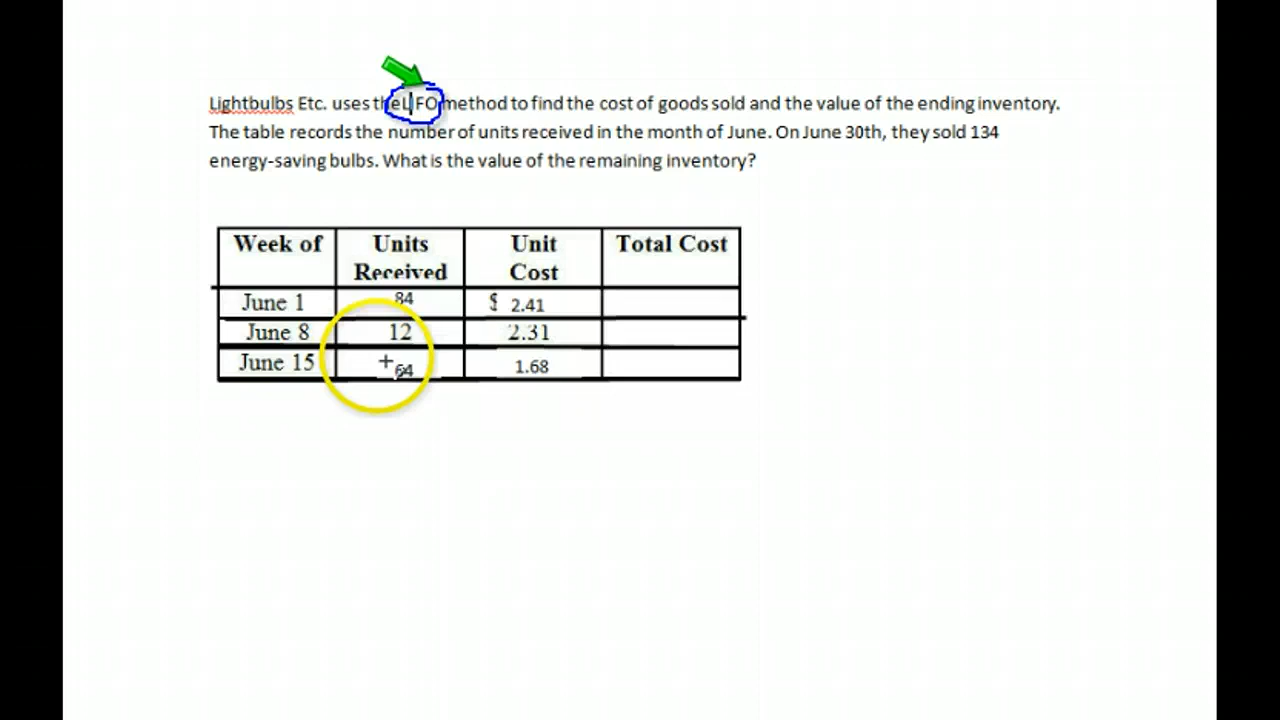 Lightbulbs Etc. uses the LIFO method to find the cost of goods sold and the value of the ending inventory.
The table records the number of units received in the month of June. On June 30th, they sold 134
energy-saving bulbs. What is the value of the remaining inventory?
Week of Units Received Unit Cost Total Cost
June 1 84 $ 2.41
June 8 12 2.31
June 15 64 1.68